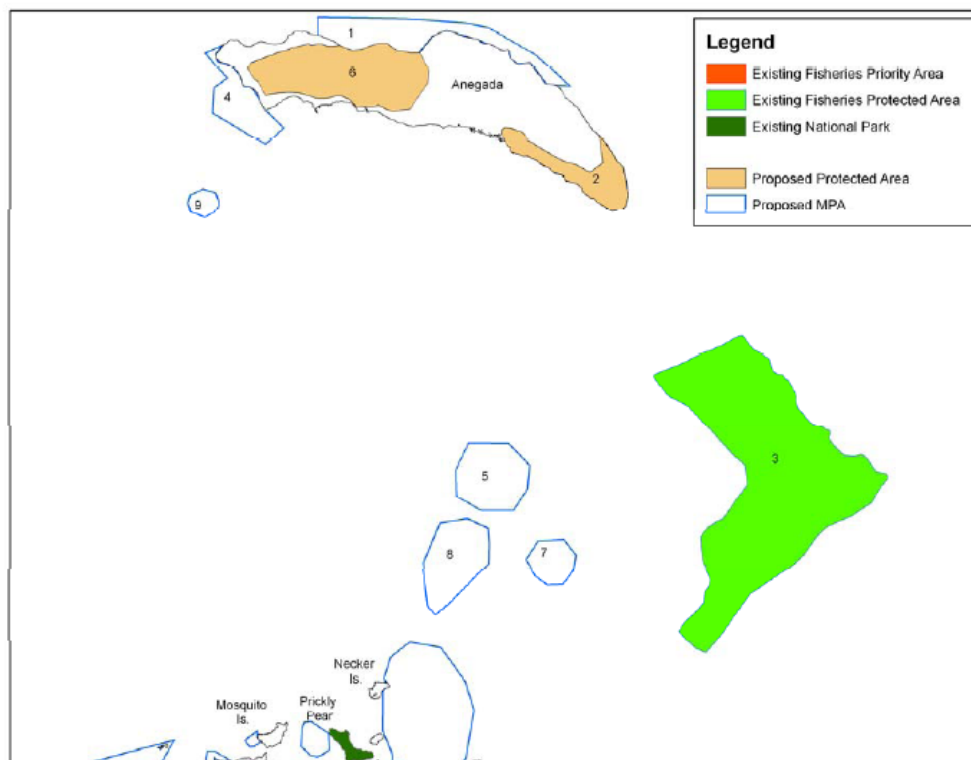 1
6
Anegada
4
2
9
Legend
Existing Fisheries Priority Area
Existing Fisheries Protected Area
Existing National Park
Proposed Protected Area
Proposed MPA
3
5
8
7
Necker
Is.
Mosquito
Is.
Prickly
Pear